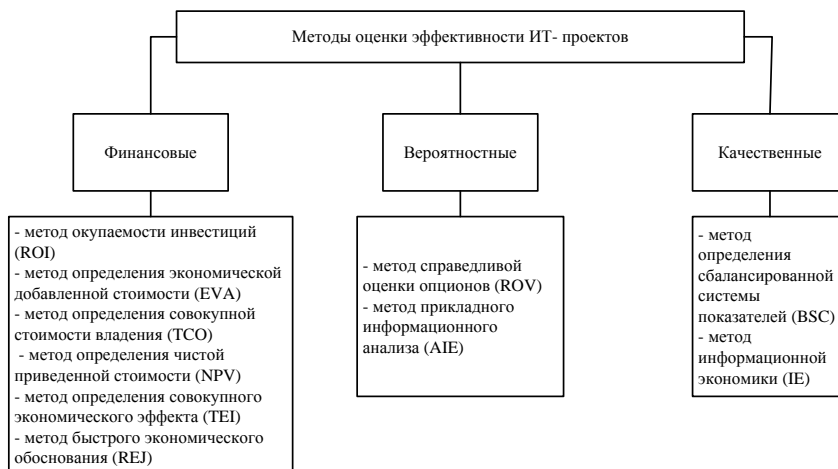 Методы оценки эффективности ИТ- проектов
Финансовые
Вероятностные
Качественные
- метод окупаемости инвестиций
(ROI)
- метод определения экономической
добавленной стоимости (EVA)
- метод определения совокупной
стоимости владения (TCO)
- метод определения чистой
приведенной стоимости (NPV)
- метод определения совокупного
экономического эффекта (TEI)
- метод быстрого экономического
обоснования (REJ)
- метод справедливой
оценки опционов (ROV)
- метод прикладного
информационного
анализа (AIE)
- метод
определения
сбалансированной
системы
показателей (BSC)
- метод
информационной
экономики (IE)